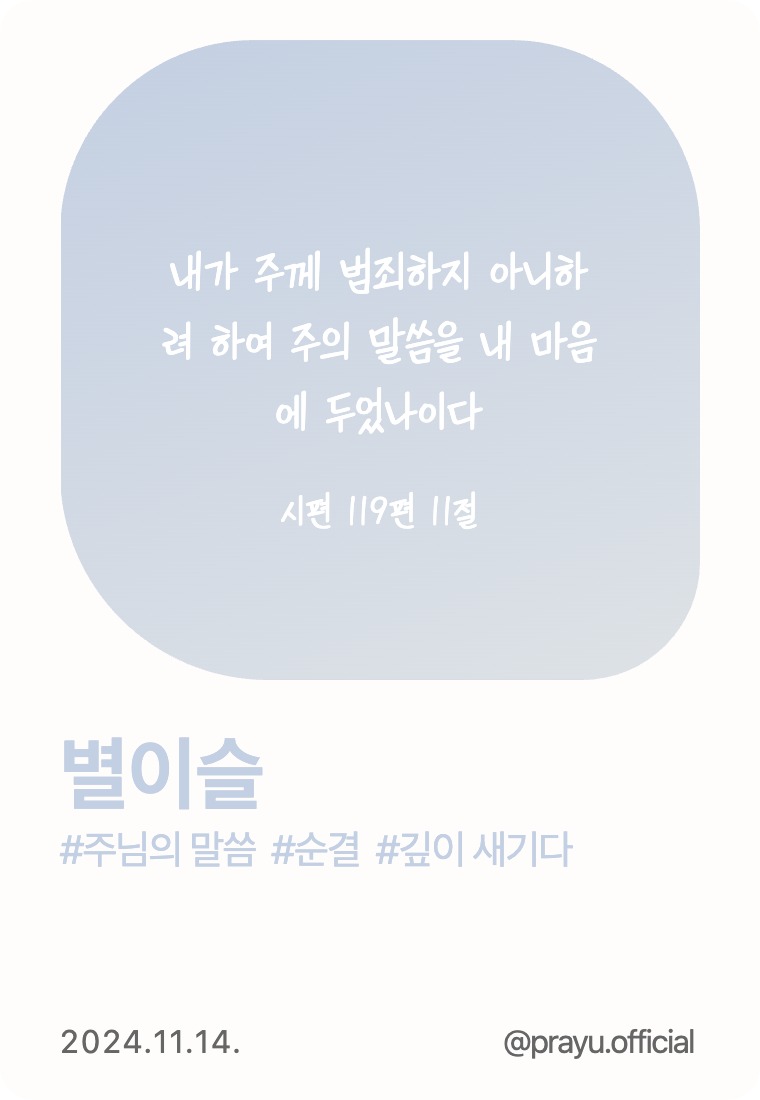 내가 주께 범죄하지 아니하
려 하여 주의 말씀을 내 마음
에 두었나이다
시편 119편 11절
별이슬
#주님의 말씀 #순결 #깊이 새기다
2024.11.14. @prayu.official